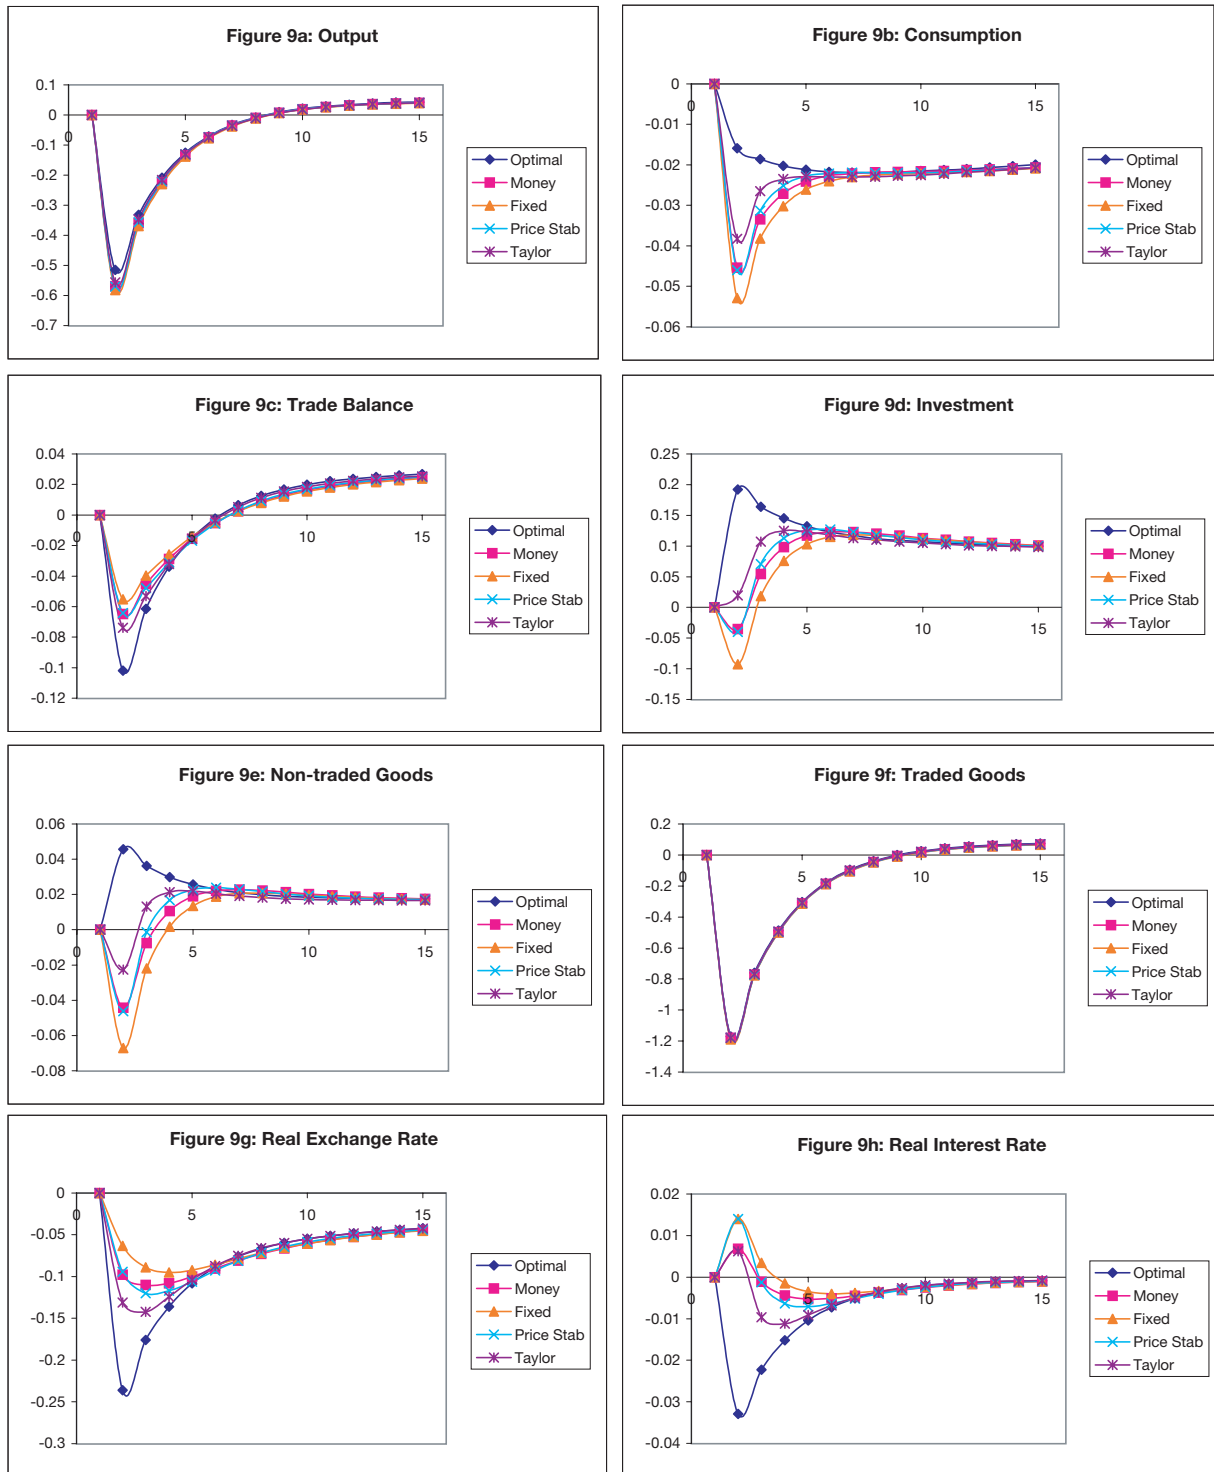 Figure 9a: Output
0.1
0
-0.1
-0.2
-0.3
-0.4
-0.5
-0.6
-0.7
0
5
10
15
Optimal
Money
Fixed
Price Stab
Taylor
Figure 9b: Consumption
0
-0.01
-0.02
-0.03
-0.04
-0.05
-0.06
0
5
10
15
Optimal
Money
Fixed
Price Stab
Taylor
Figure 9c: Trade Balance
0.04
0.02
0
-0.02
-0.04
-0.06
-0.08
-0.1
-0.12
0
5
10
15
Optimal
Money
Fixed
Price Stab
Taylor
Figure 9d: Investment
0.25
0.2
0.15
0.1
0.05
0
-0.05
-0.1
-0.15
0
5
10
15
Optimal
Money
Fixed
Price Stab
Taylor
Figure 9e: Non-traded Goods
0.06
0.04
0.02
0
-0.02
-0.04
-0.06
-0.08
0
5
10
15
Optimal
Money
Fixed
Price Stab
Taylor
Figure 9f: Traded Goods
0.2
0
-0.2
-0.4
-0.6
-0.8
-1
-1.2
-1.4
0
5
10
15
Optimal
Money
Fixed
Price Stab
Taylor
Figure 9g: Real Exchange Rate
0
-0.05
-0.1
-0.15
-0.2
-0.25
-0.3
0
5
10
15
Optimal
Money
Fixed
Price Stab
Taylor
Figure 9h: Real Interest Rate
0.02
0.01
0
-0.01
-0.02
-0.03
-0.04
0
5
10
15
Optimal
Money
Fixed
Price Stab
Taylor